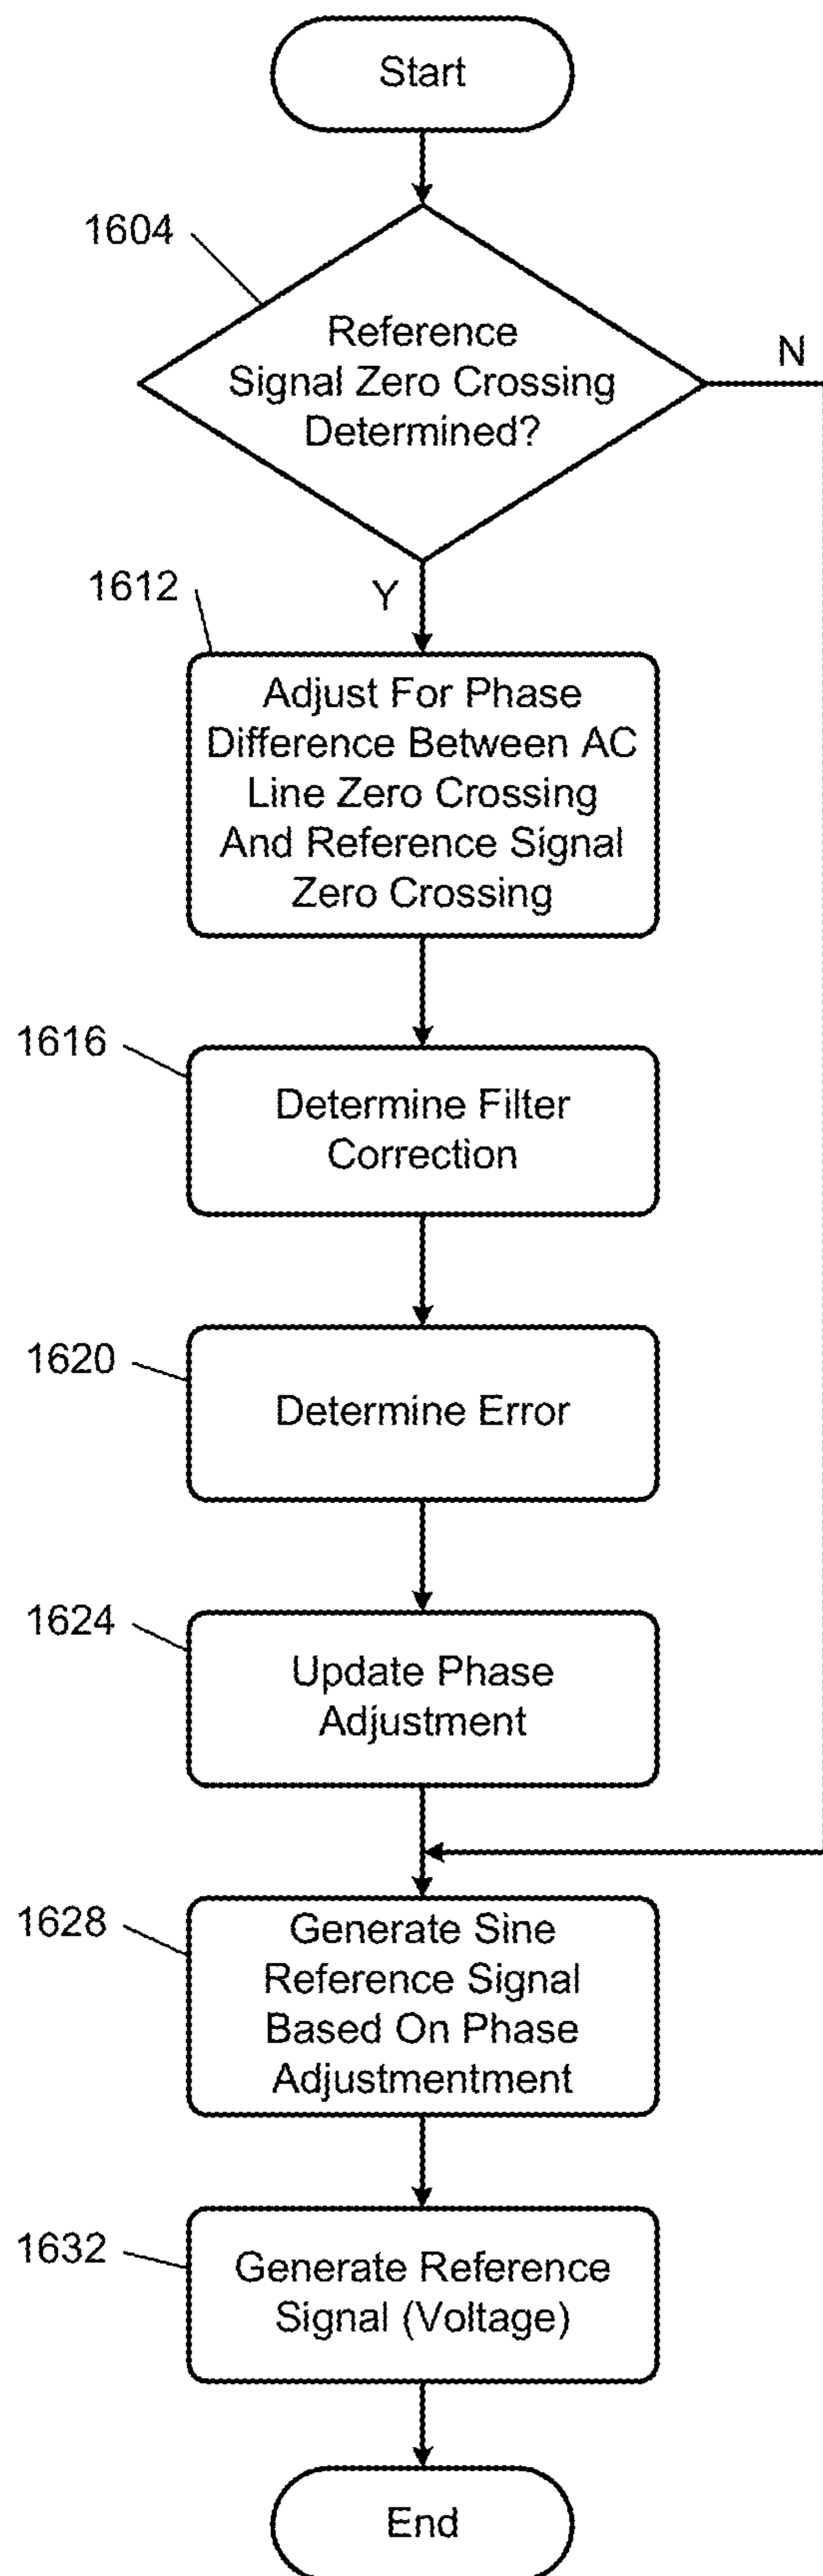 Start
1604
Reference
Signal Zero Crossing
Determined?
N
Y
1612
Adjust For Phase
Difference Between AC
Line Zero Crossing
And Reference Signal
Zero Crossing
1616
Determine Filter
Correction
1620
Determine Error
1624
Update Phase
Adjustment
1628
Generate Sine
Reference Signal
Based On Phase
Adjustmentment
1632
Generate Reference
Signal (Voltage)
End